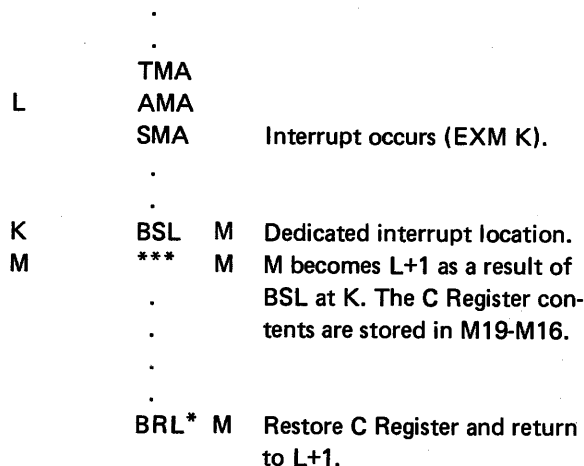 .
.
TMA
L AMA
SMA Interrupt occurs (EXM K).
.
.
K BSL M Dedicated interrupt location.
M *** M M becomes L+1 as a result of
. BSL at K. The C Register con-
. tents are stored in M19-M16.
.
.
BRL* M Restore C Register and return
to L+1.